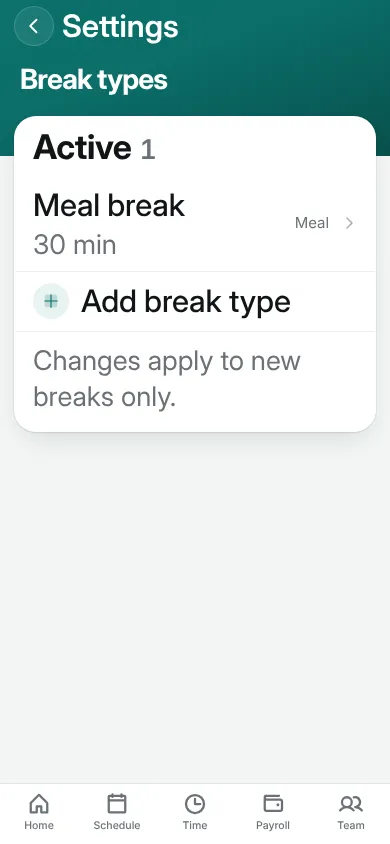 Settings
Break types
Active 1
Meal break
30 min
Meal
Add break type
Changes apply to new
breaks only.
Home
Schedule
Time
Payroll
Team